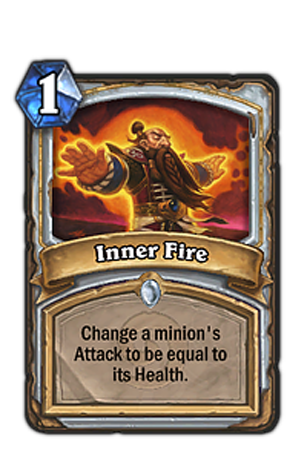 1
Inner Fire
Change a minion's
Attack to be equal to
its Health.